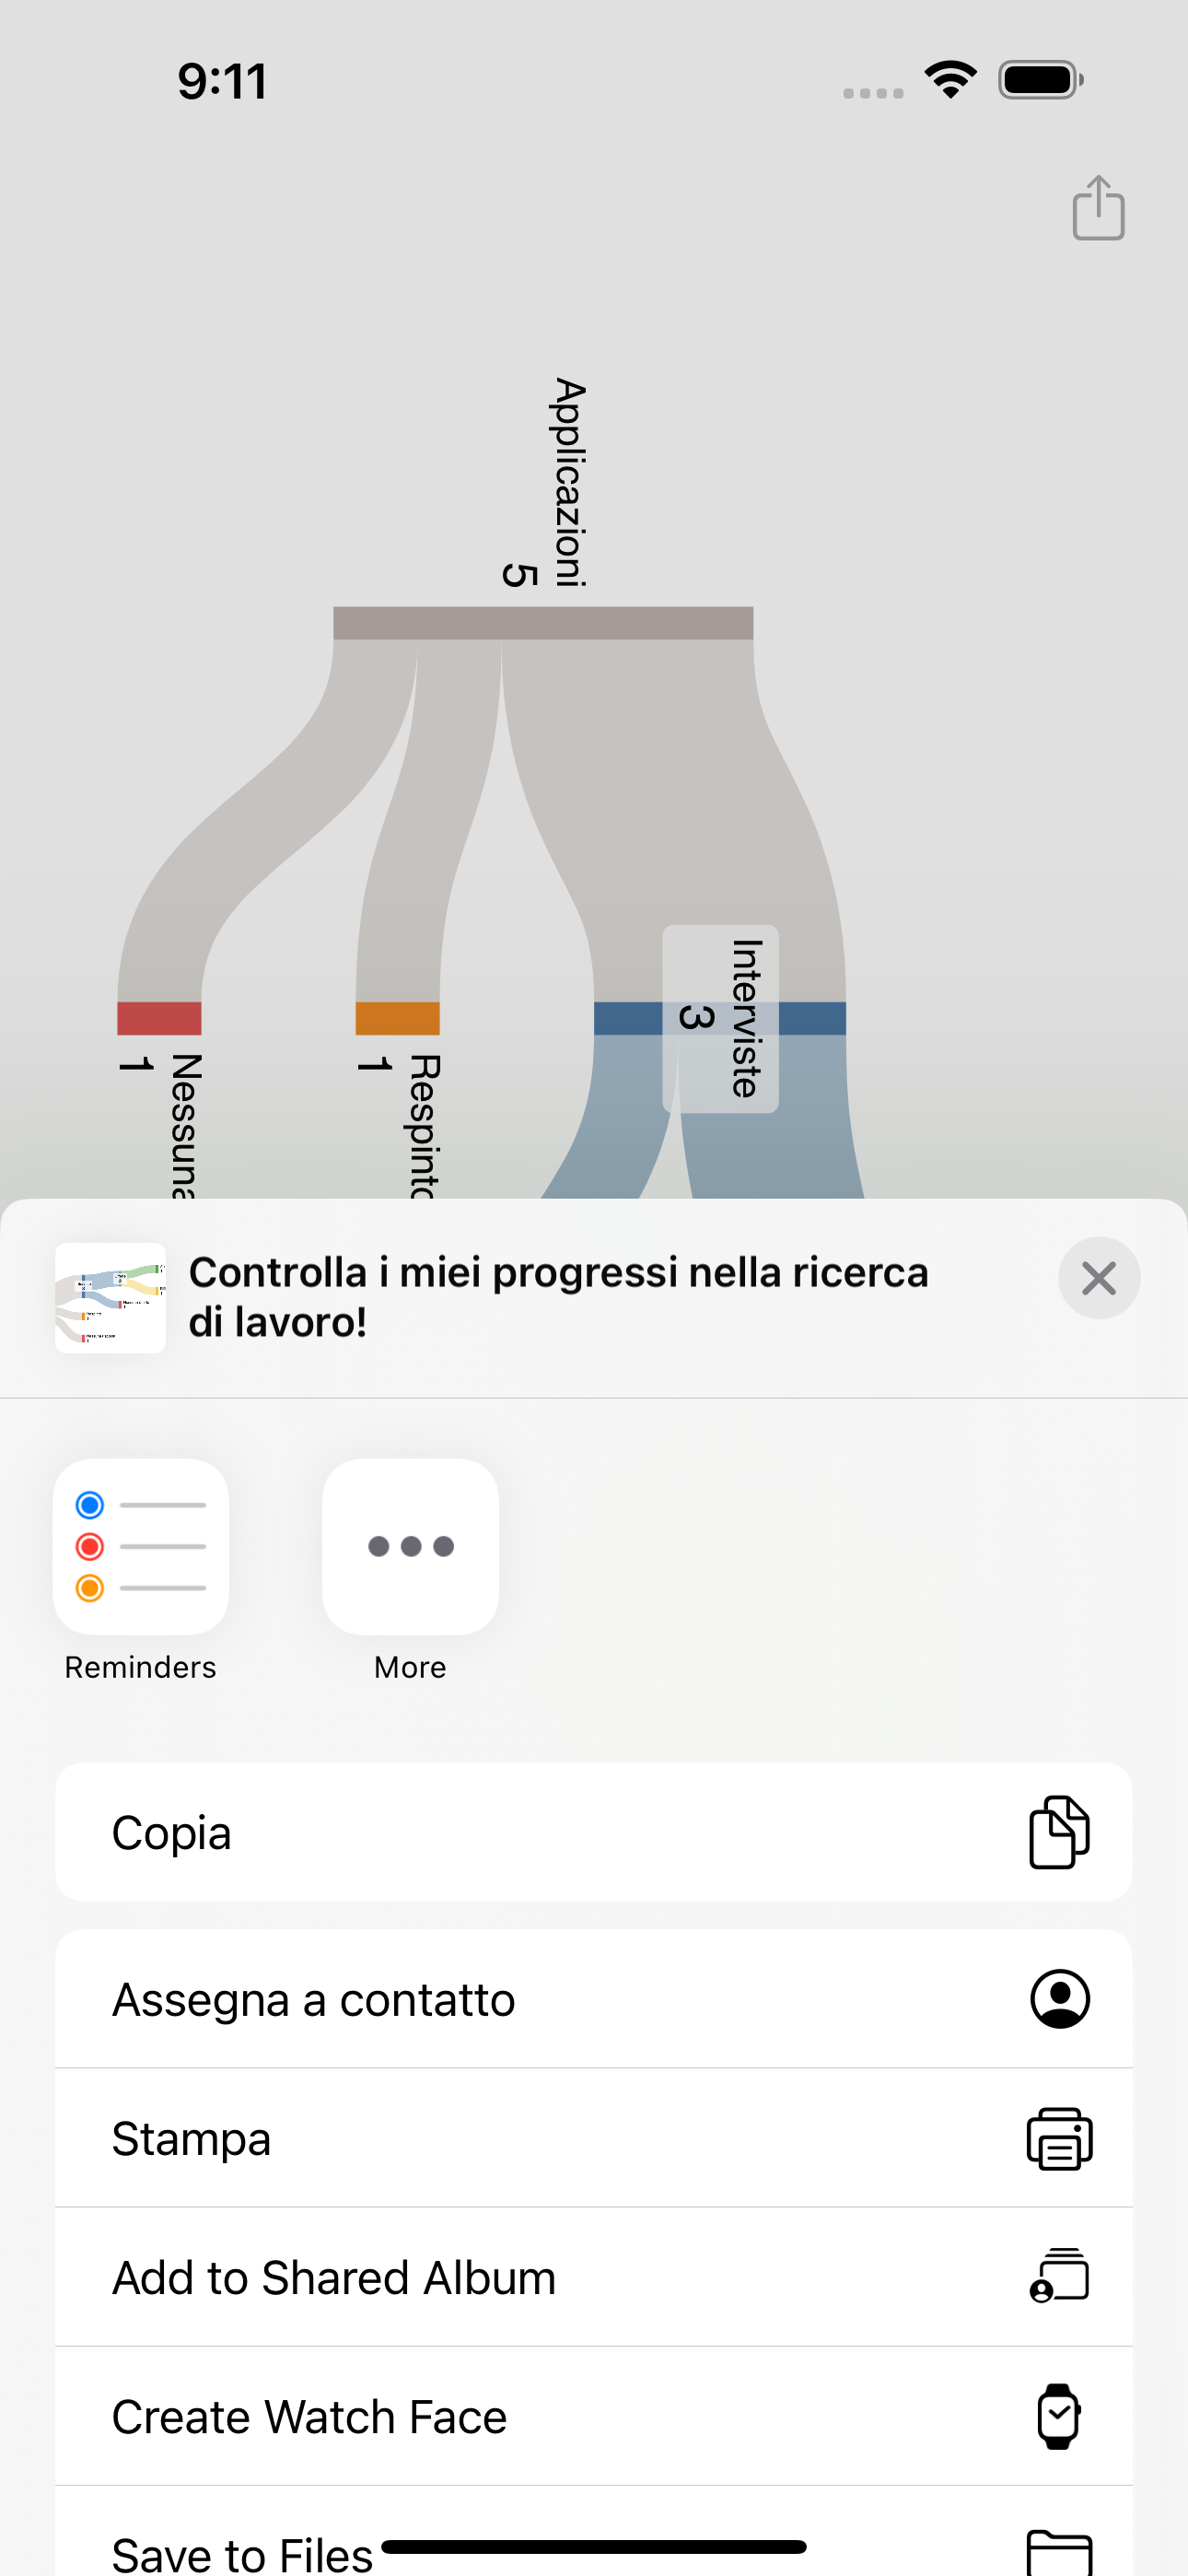 9:11
Applicazioni
5
Interviste
3
Nessuna
1
Respinto
1
Controlla i miei progressi nella ricerca
di lavoro!
Reminders
More
Copia
Assegna a contatto
Stampa
Add to Shared Album
Create Watch Face
Save to Files